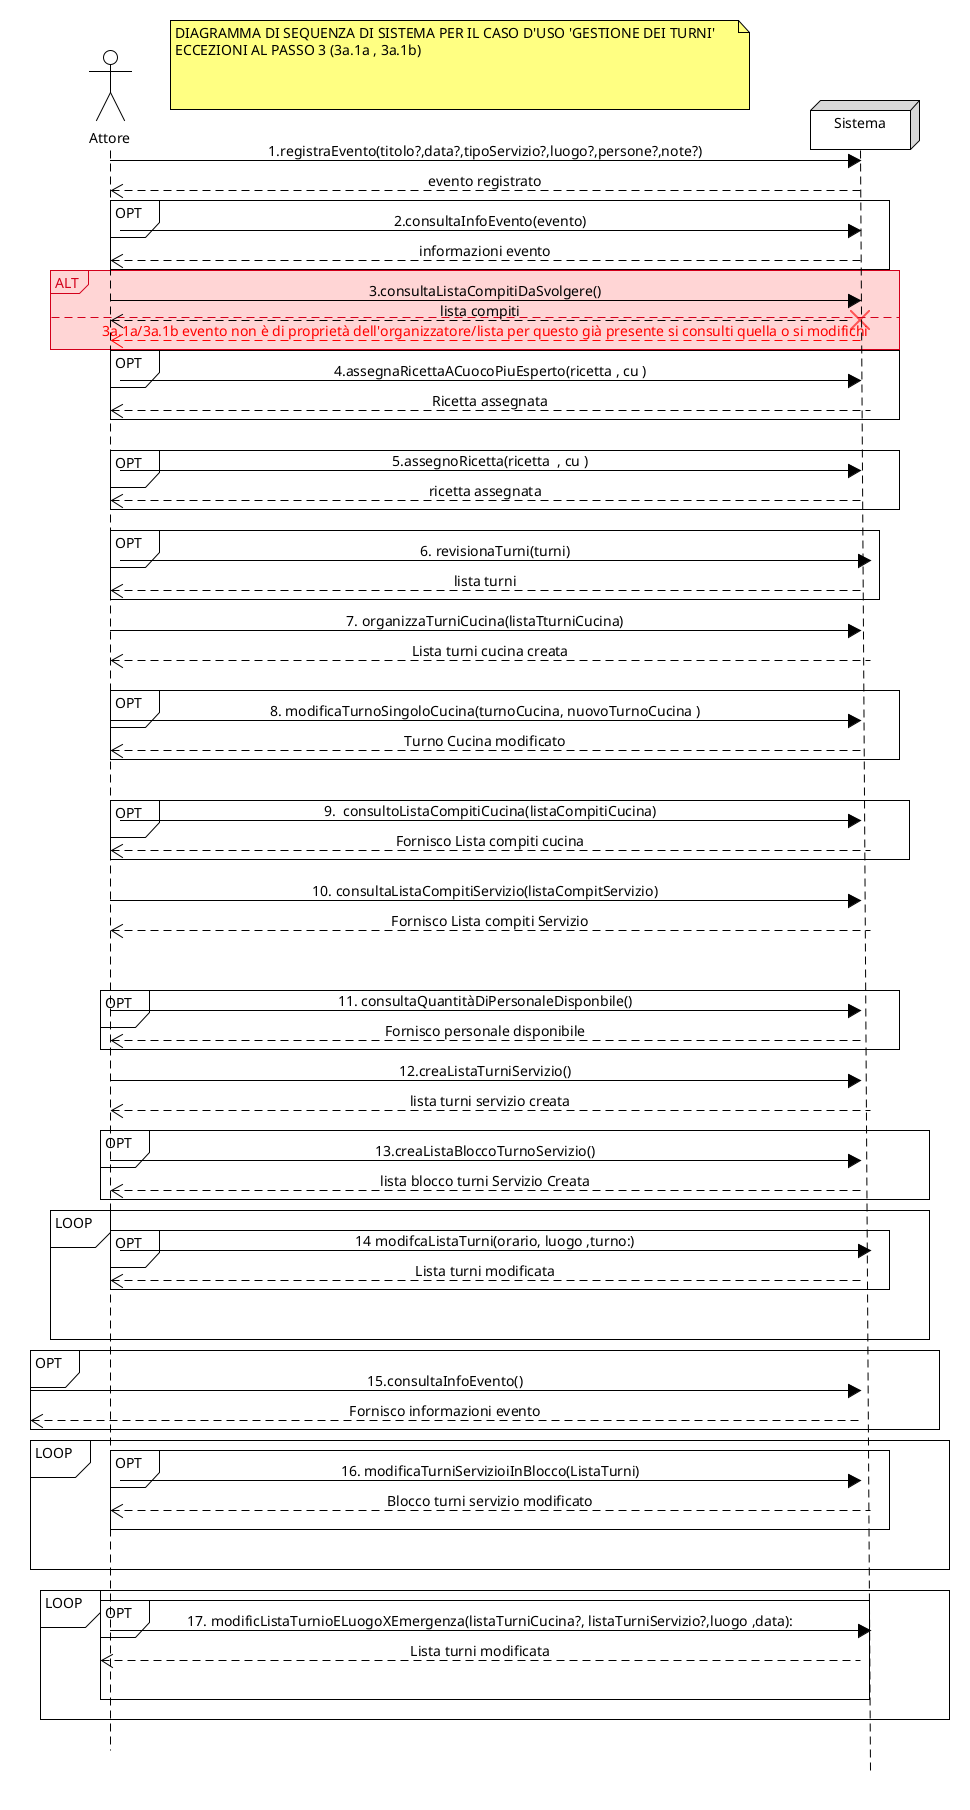 DIAGRAMMA DI SEQUENZA DI SISTEMA PER IL CASO D'USO 'GESTIONE DEI TURNI'
ECCEZIONI AL PASSO 3 (3a.1a , 3a.1b)
Attore
Sistema
1.registraEvento(titolo?,data?,tipoServizio?,luogo?,persone?,note?)
evento registrato
OPT
2.consultaInfoEvento(evento)
informazioni evento
ALT
3.consultaListaCompitiDaSvolgere()
lista compiti
3a.1a/3a.1b evento non è di proprietà dell'organizzatore/lista per questo già presente si consulti quella o si modifichi
OPT
4.assegnaRicettaACuocoPiuEsperto(ricetta , cu )
Ricetta assegnata
OPT
5.assegnoRicetta(ricetta  , cu )
ricetta assegnata
OPT
6. revisionaTurni(turni)
lista turni
7. organizzaTurniCucina(listaTturniCucina)
Lista turni cucina creata
OPT
8. modificaTurnoSingoloCucina(turnoCucina, nuovoTurnoCucina )
Turno Cucina modificato
OPT
9.  consultoListaCompitiCucina(listaCompitiCucina)
Fornisco Lista compiti cucina
10. consultaListaCompitiServizio(listaCompitServizio)
Fornisco Lista compiti Servizio
OPT
11. consultaQuantitàDiPersonaleDisponbile()
Fornisco personale disponibile
12.creaListaTurniServizio()
lista turni servizio creata
OPT
13.creaListaBloccoTurnoServizio()
lista blocco turni Servizio Creata
LOOP
OPT
14 modifcaListaTurni(orario, luogo ,turno:)
Lista turni modificata
OPT
15.consultaInfoEvento()
Fornisco informazioni evento
LOOP
OPT
16. modificaTurniServizioiInBlocco(ListaTurni)
Blocco turni servizio modificato
LOOP
OPT
17. modificListaTurnioELuogoXEmergenza(listaTurniCucina?, listaTurniServizio?,luogo ,data):
Lista turni modificata